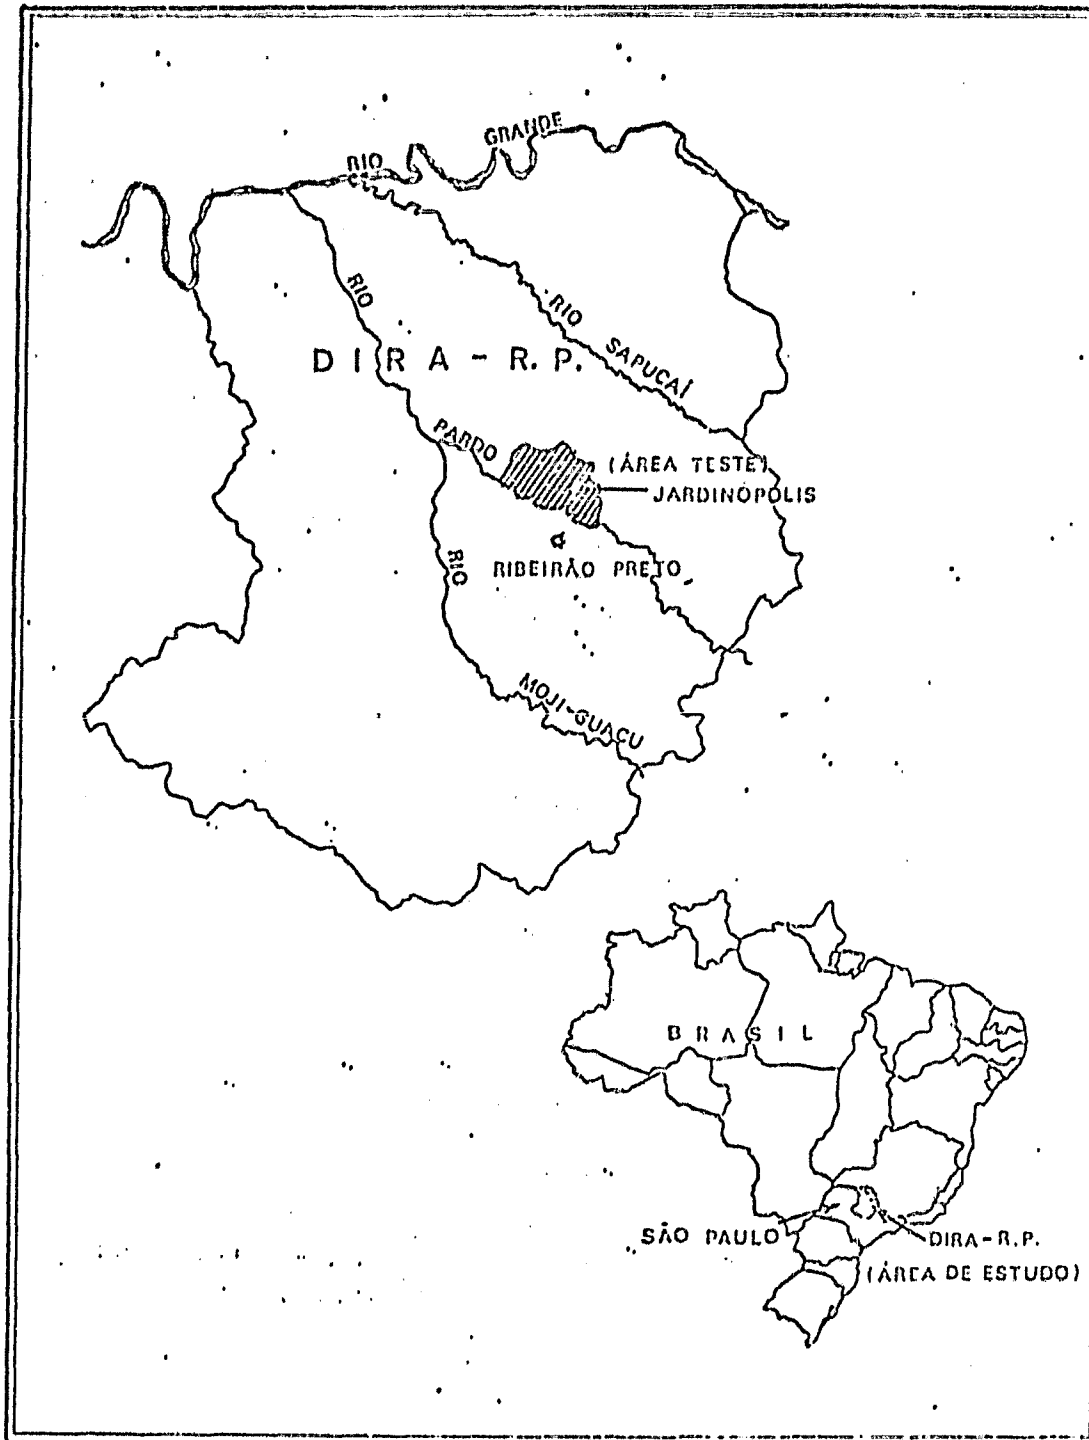 GRANDE
RIO
RIO
RIO SAPUCAÍ
DIRA - R. P.
PARDO
(ÁREA TESTE)
JARDINÓPOLIS
RIBEIRÃO PRETO
RIO
MOJI-GUAÇU
BRASIL
SÃO PAULO
DIRA-R.P.
(ÁREA DE ESTUDO)